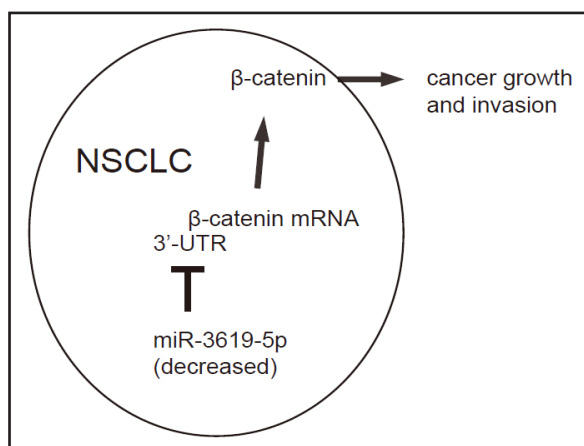 β-catenin
cancer growth
and invasion
NSCLC
β-catenin mRNA
3’-UTR
miR-3619-5p
(decreased)